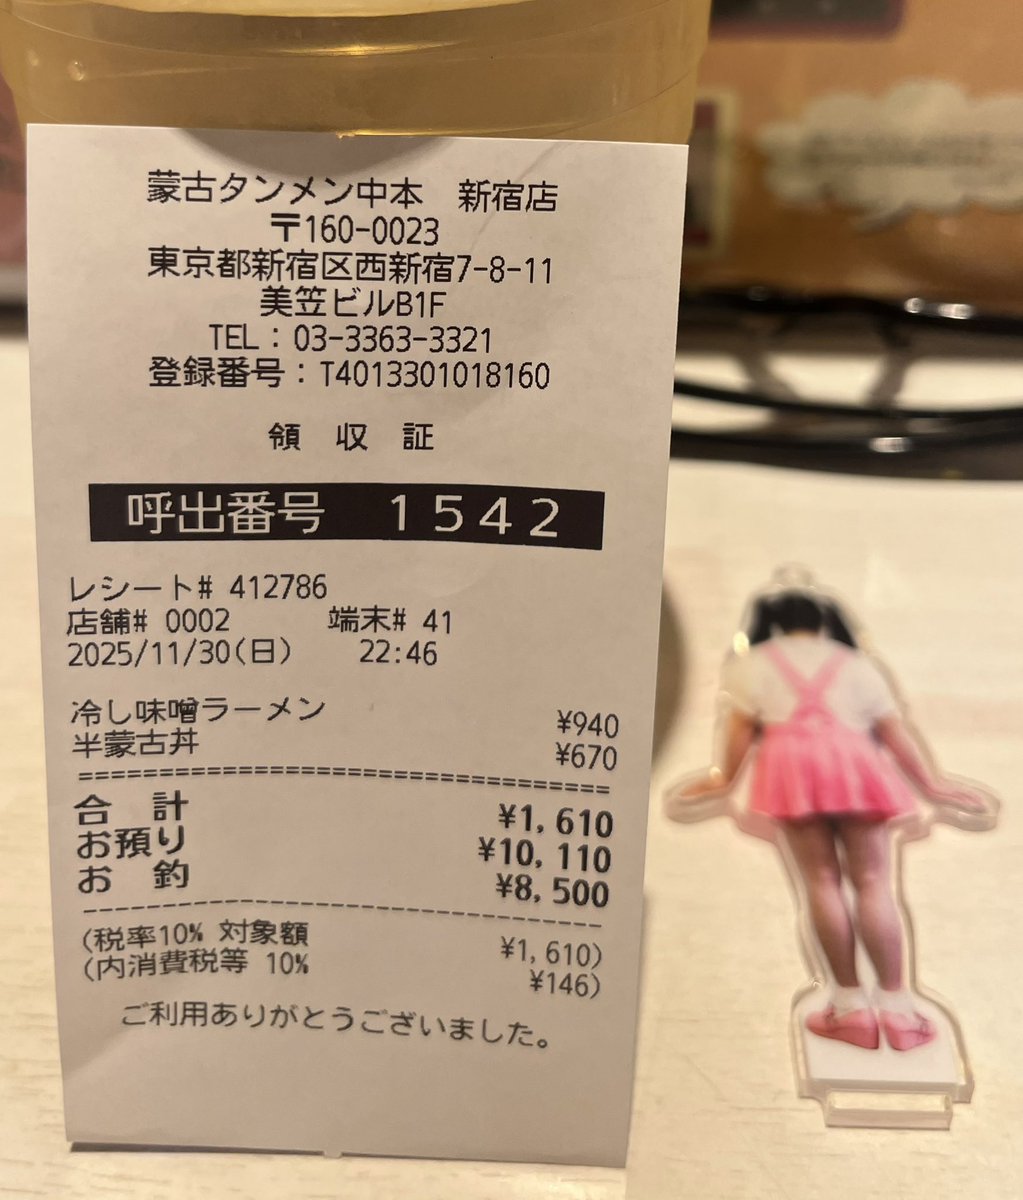 蒙古タンメン中本　新宿店
〒160-0023
東京都新宿区西新宿7-8-11
美笠ビルB1F
TEL：03-3363-3321
登録番号：T4013301018160
領　収　証
呼出番号　１５４２
レシート# 412786
店舗# 0002　端末# 41
2025/11/30(日)　22:46
冷し味噌ラーメン　¥940
半蒙古丼　¥670
合　計　¥1,610
お預り　¥10,110
お　釣　¥8,500
(税率10% 対象額　¥1,610)
(内消費税等 10%　¥146)
ご利用ありがとうございました。